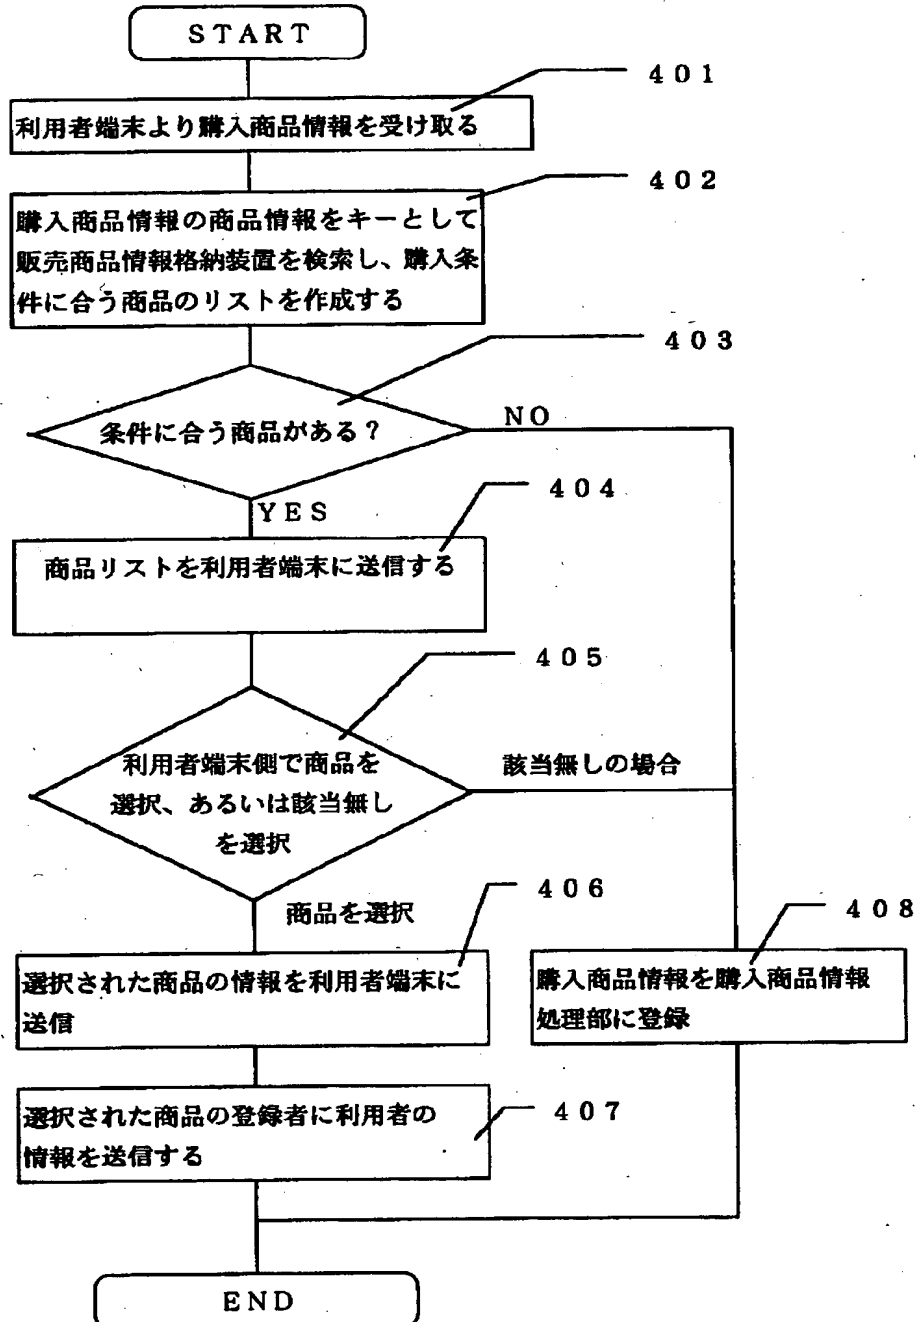 START
401
利用者端末より購入商品情報を受け取る
402
購入商品情報の商品情報をキーとして
販売商品情報格納装置を検索し、購入条
件に合う商品のリストを作成する
403
条件に合う商品がある？
NO
YES
404
商品リストを利用者端末に送信する
405
利用者端末側で商品を
選択、あるいは該当無し
を選択
該当無しの場合
商品を選択
406
選択された商品の情報を利用者端末に
送信
408
購入商品情報を購入商品情報
処理部に登録
407
選択された商品の登録者に利用者の
情報を送信する
END